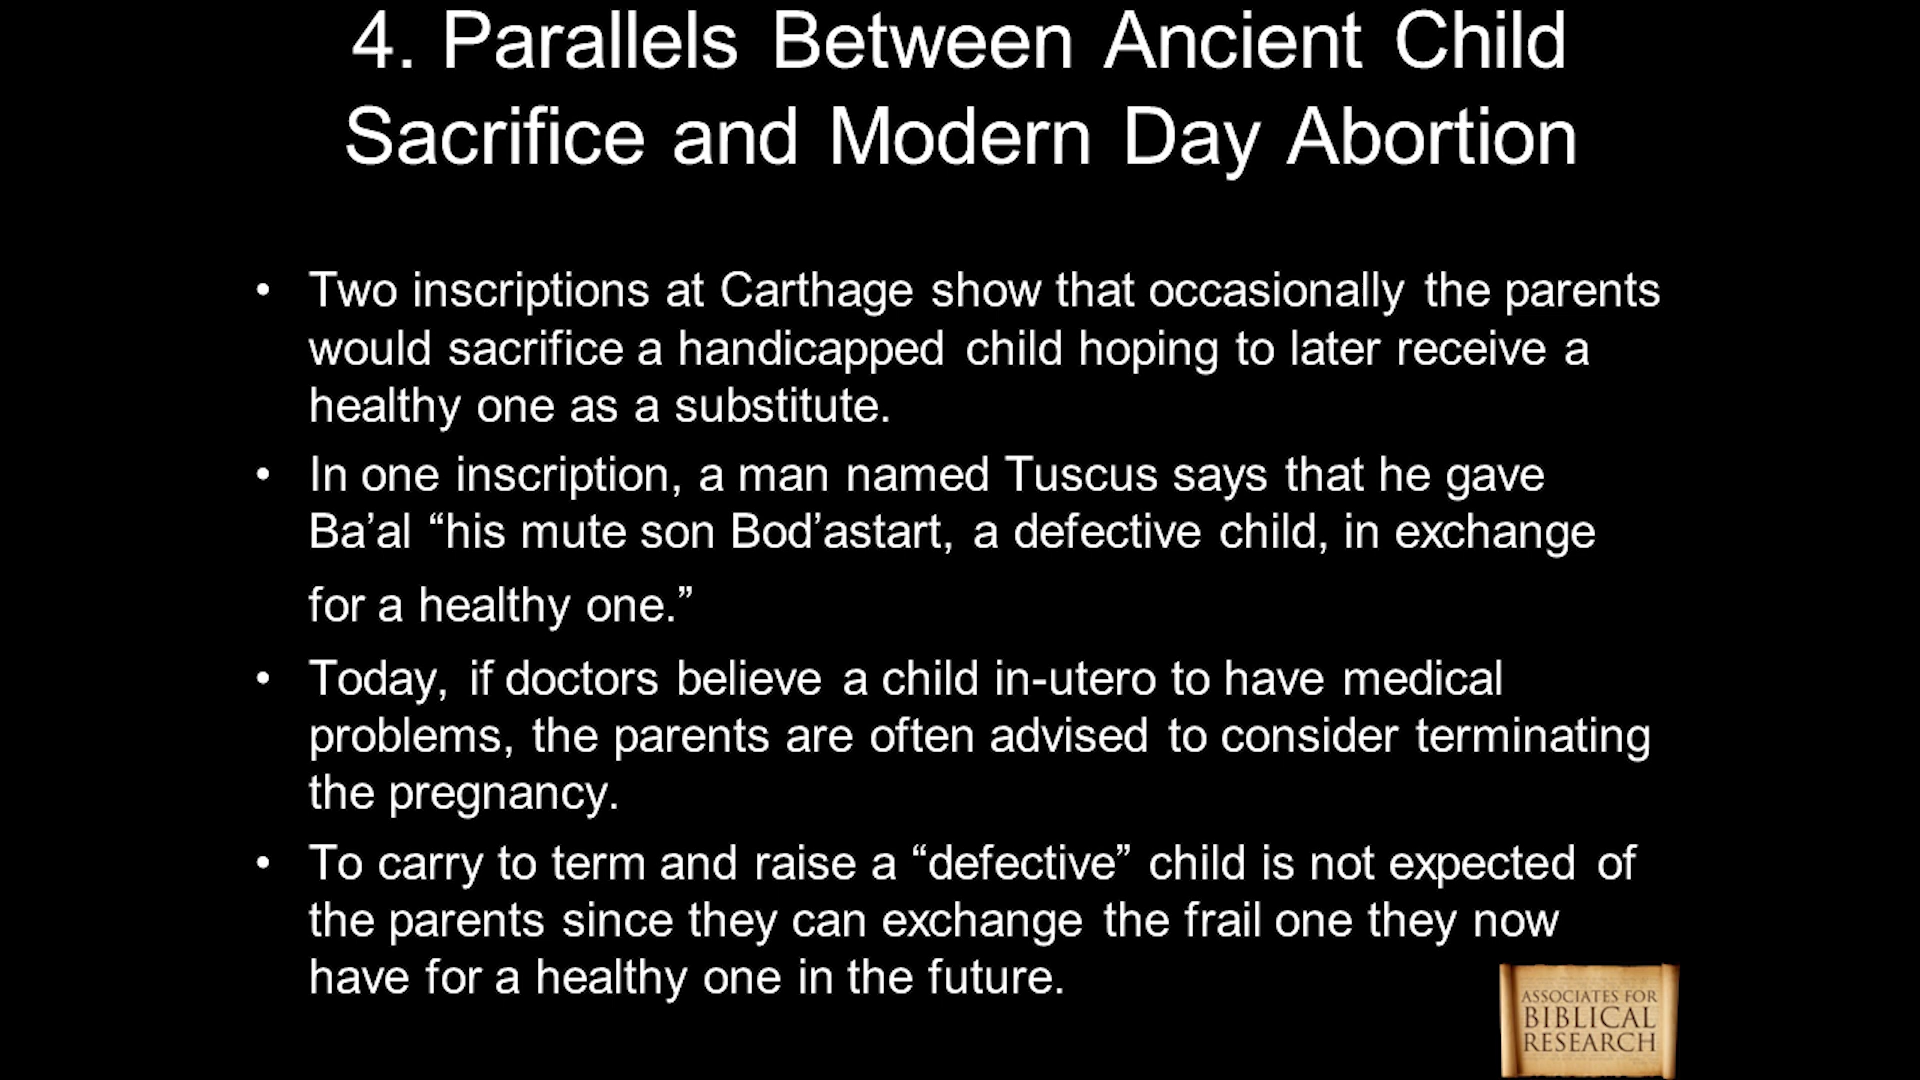 4. Parallels Between Ancient Child
Sacrifice and Modern Day Abortion
• Two inscriptions at Carthage show that occasionally the parents
would sacrifice a handicapped child hoping to later receive a
healthy one as a substitute.
• In one inscription, a man named Tuscus says that he gave
Ba’al “his mute son Bod’astart, a defective child, in exchange
for a healthy one.”
• Today, if doctors believe a child in-utero to have medical
problems, the parents are often advised to consider terminating
the pregnancy.
• To carry to term and raise a “defective” child is not expected of
the parents since they can exchange the frail one they now
have for a healthy one in the future.
ASSOCIATES FOR
BIBLICAL
RESEARCH